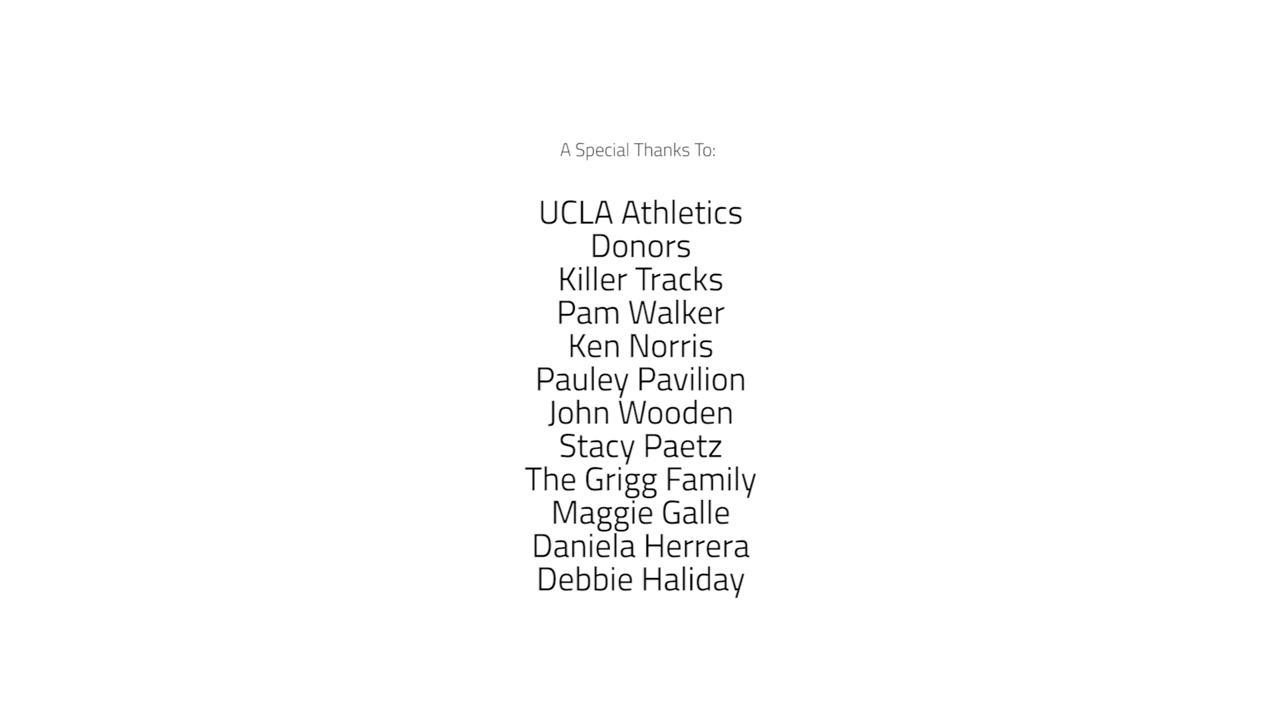 A Special Thanks To:
UCLA Athletics
Donors
Killer Tracks
Pam Walker
Ken Norris
Pauley Pavilion
John Wooden
Stacy Paetz
The Grigg Family
Maggie Galle
Daniela Herrera
Debbie Haliday